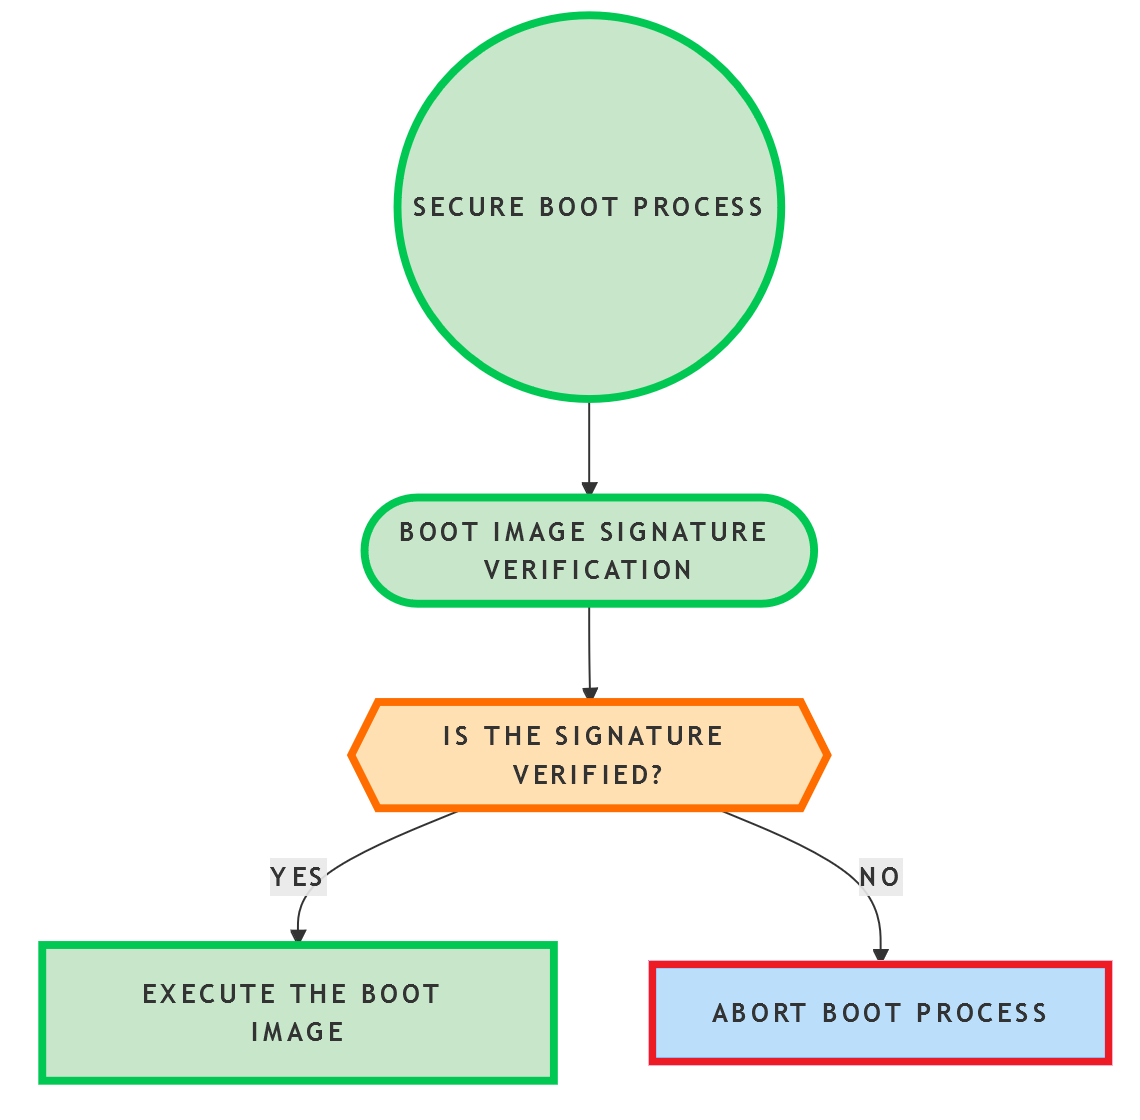 SECURE BOOT PROCESS
BOOT IMAGE SIGNATURE
VERIFICATION
IS THE SIGNATURE
VERIFIED?
YES
NO
EXECUTE THE BOOT
IMAGE
ABORT BOOT PROCESS